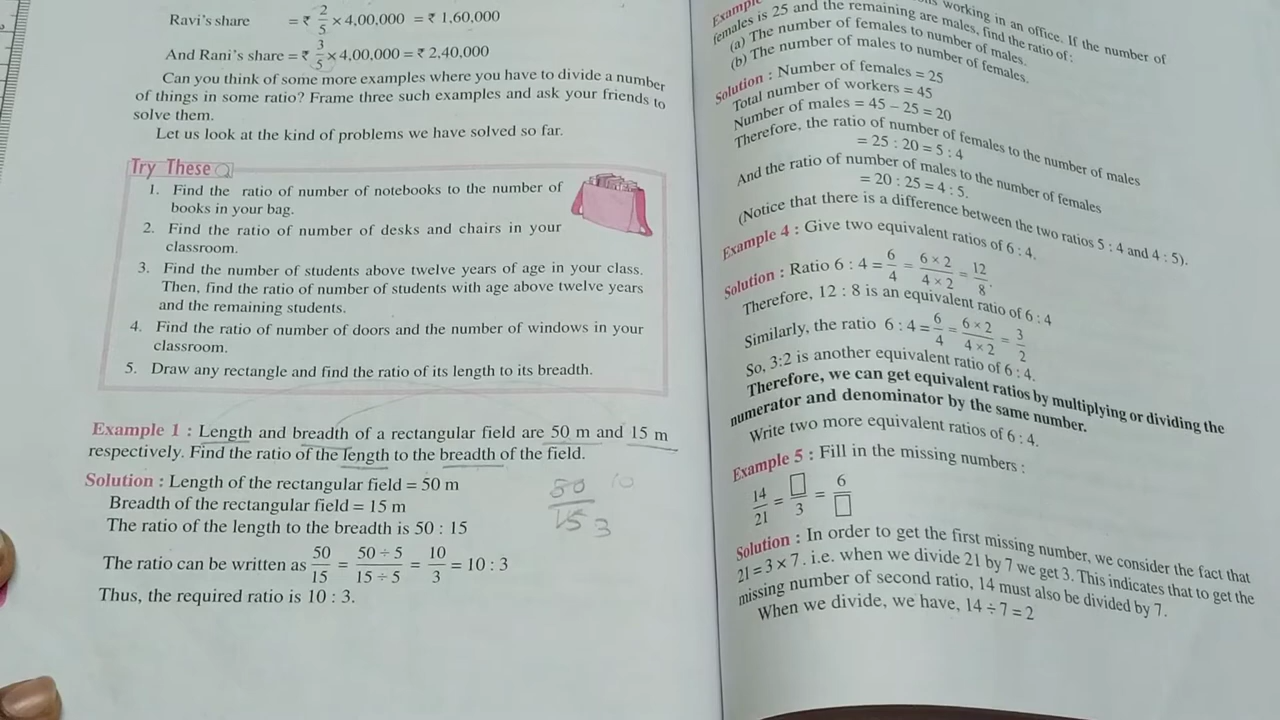 Ravi's share = ₹ 2/5 × 4,00,000 = ₹ 1,60,000
And Rani's share = ₹ 3/5 × 4,00,000 = ₹ 2,40,000
Can you think of some more examples where you have to divide a number
of things in some ratio? Frame three such examples and ask your friends to
solve them.
Let us look at the kind of problems we have solved so far.
Try These
1. Find the ratio of number of notebooks to the number of
books in your bag.
2. Find the ratio of number of desks and chairs in your
classroom.
3. Find the number of students above twelve years of age in your class.
Then, find the ratio of number of students with age above twelve years
and the remaining students.
4. Find the ratio of number of doors and the number of windows in your
classroom.
5. Draw any rectangle and find the ratio of its length to its breadth.
Example 1 : Length and breadth of a rectangular field are 50 m and 15 m
respectively. Find the ratio of the length to the breadth of the field.
Solution : Length of the rectangular field = 50 m
Breadth of the rectangular field = 15 m
The ratio of the length to the breadth is 50 : 15
The ratio can be written as 50/15 = 50 ÷ 5/15 ÷ 5 = 10/3 = 10 : 3
Thus, the required ratio is 10 : 3.
50 10
15 3
Example working in an office. If the number of
females is 25 and the remaining are males, find the ratio of :
(a) The number of females to number of males.
(b) The number of males to number of females.
Solution : Number of females = 25
Total number of workers = 45
Number of males = 45 – 25 = 20
Therefore, the ratio of number of females to the number of males
= 25 : 20 = 5 : 4
And the ratio of number of males to the number of females
= 20 : 25 = 4 : 5.
(Notice that there is a difference between the two ratios 5 : 4 and 4 : 5).
Example 4 : Give two equivalent ratios of 6 : 4.
Solution : Ratio 6 : 4 = 6/4 = 6 × 2/4 × 2 = 12/8.
Therefore, 12 : 8 is an equivalent ratio of 6 : 4
Similarly, the ratio 6 : 4 = 6/4 = 6 × 2/4 × 2 = 3/2
So, 3:2 is another equivalent ratio of 6 : 4.
Therefore, we can get equivalent ratios by multiplying or dividing the
numerator and denominator by the same number.
Write two more equivalent ratios of 6 : 4.
Example 5 : Fill in the missing numbers :
14/21 = □/3 = 6/□
Solution : In order to get the first missing number, we consider the fact that
21 = 3 × 7. i.e. when we divide 21 by 7 we get 3. This indicates that to get the
missing number of second ratio, 14 must also be divided by 7.
When we divide, we have, 14 ÷ 7 = 2